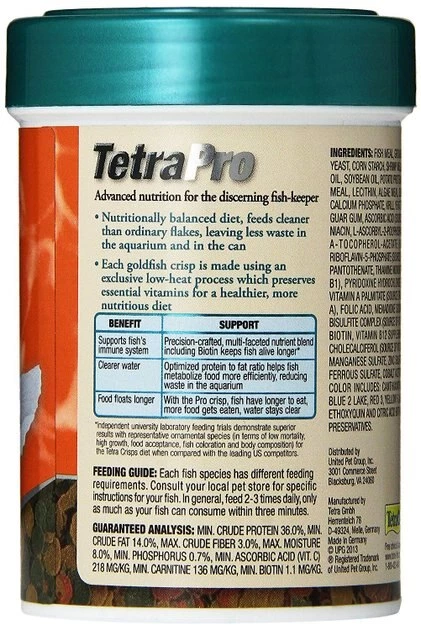 TetraPro
Advanced nutrition for the discerning fish-keeper
• Nutritionally balanced diet, feeds cleaner
than ordinary flakes, leaving less waste in
the aquarium and in the can
• Each goldfish crisp is made using an
exclusive low-heat process which preserves
essential vitamins for a healthier, more
nutritious diet
BENEFIT SUPPORT
Supports fish's Precision-crafted, multi-faceted nutrient blend
immune system including Biotin keeps fish alive longer*
Clearer water Optimized protein to fat ratio helps fish
metabolize food more efficiently, reducing
waste in the aquarium
Food floats longer With the Pro crisp, fish have longer to eat,
more food gets eaten, water stays clear
*Independent university laboratory feeding trials demonstrate superior
results with representative ornamental species (in terms of low mortality,
high growth, food acceptance, fish coloration and body composition) for
the Tetra Crisps diet when compared with the leading US competitors.
FEEDING GUIDE: Each fish species has different feeding
requirements. Consult your local pet store for specific
instructions for your fish. In general, feed 2-3 times daily, only
as much as your fish can consume within three minutes.
GUARANTEED ANALYSIS: MIN. CRUDE PROTEIN 36.0%, MIN.
CRUDE FAT 14.0%, MAX. CRUDE FIBER 3.0%, MAX. MOISTURE
8.0%, MIN. PHOSPHORUS 0.7%, MIN. ASCORBIC ACID (VIT. C)
218 MG/KG, MIN. CARNITINE 136 MG/KG, MIN. BIOTIN 1.1 MG/KG.
INGREDIENTS: FISH MEAL,
YEAST, CORN STARCH, SHRIMP
OIL, SOYBEAN OIL, POTATO
MEAL, LECITHIN, ALGAE
CALCIUM PHOSPHATE, KRILL
GUAR GUM, ASCORBIC ACID
NIACIN, L-ASCORBYL-2-
A-TOCOPHEROL-ACETATE
RIBOFLAVIN-5-PHOSPHATE
PANTOTHENATE, THIAMINE
B1), PYRIDOXINE
VITAMIN A PALMITATE
A), FOLIC ACID, MENADIONE
BISULFITE COMPLEX
BIOTIN, VITAMIN B12
CHOLECALCIFEROL
MANGANESE SULFATE, ZINC
FERROUS SULFATE, COBALT
COLOR INCLUDES:
BLUE 2 LAKE, RED 3,
ETHOXYQUIN AND CITRIC
PRESERVATIVES.
Distributed by
United Pet Group, Inc.
3001 Commerce Street
Blacksburg, VA 24060
Manufactured by
Tetra GmbH
Herrenteich 78
D-49324, Melle, Germany
Made in Germany
© UPG 2013
® Registered Trademark
of United Pet Group, Inc.